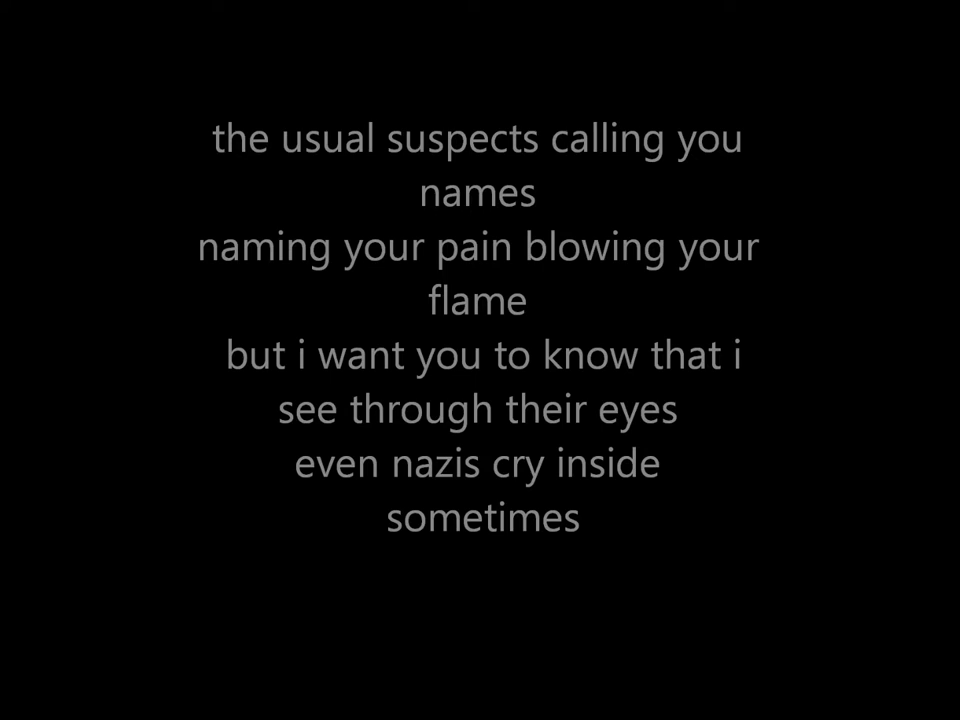 the usual suspects calling you
names
naming your pain blowing your
flame
but i want you to know that i
see through their eyes
even nazis cry inside
sometimes